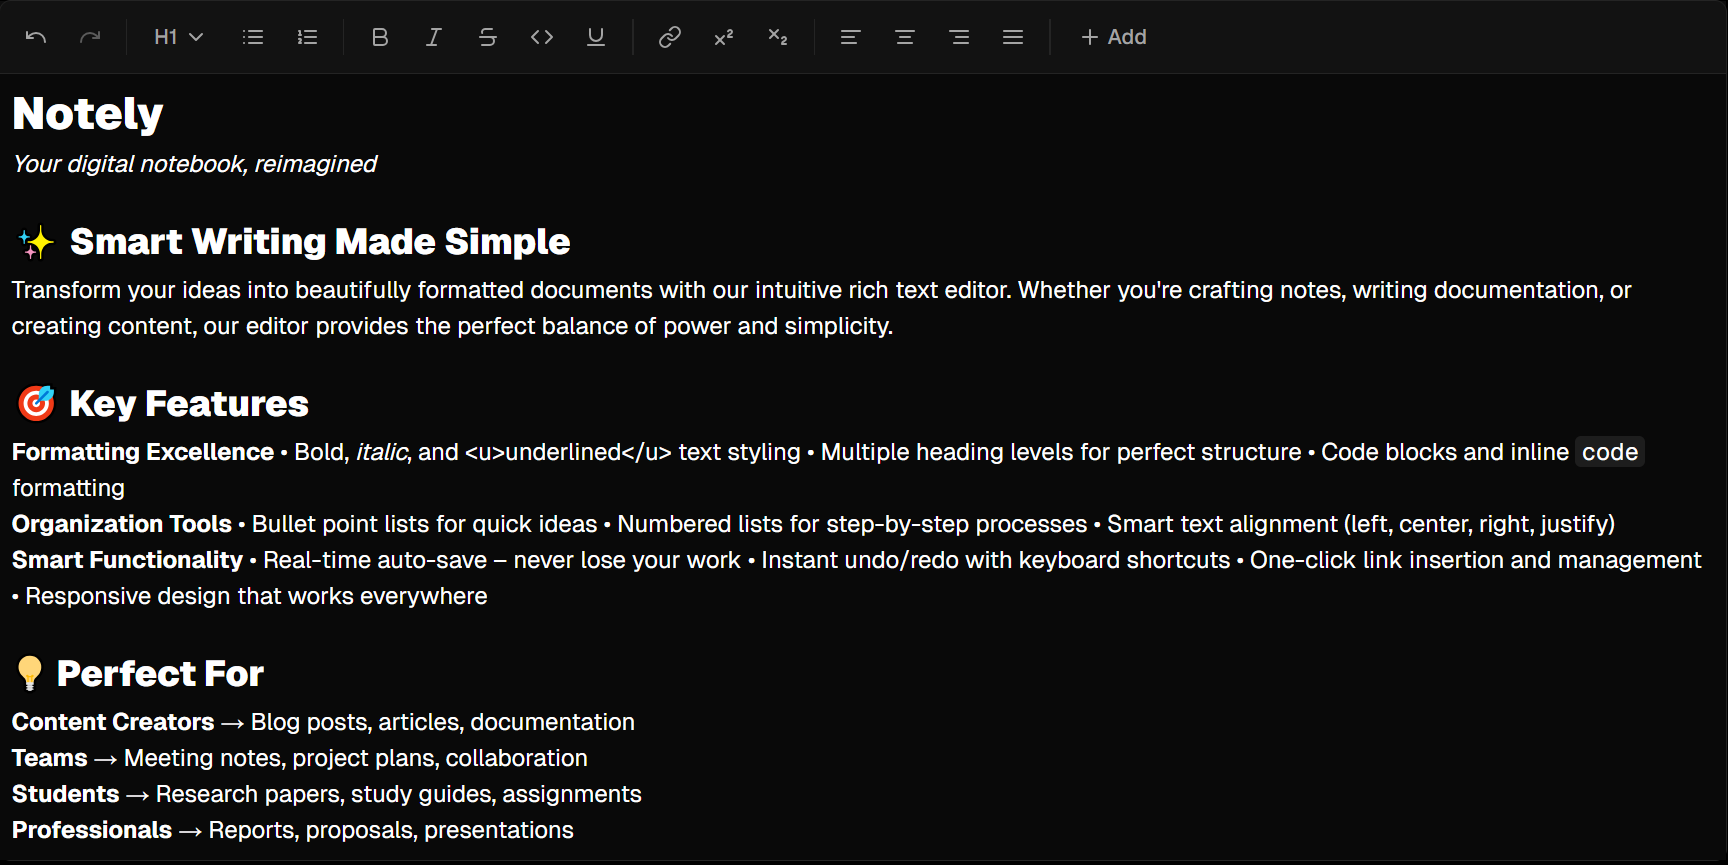 H1
Add
Notely
Your digital notebook, reimagined
✨ Smart Writing Made Simple
Transform your ideas into beautifully formatted documents with our intuitive rich text editor. Whether you're crafting notes, writing documentation, or
creating content, our editor provides the perfect balance of power and simplicity.
🎯 Key Features
Formatting Excellence • Bold, italic, and <u>underlined</u> text styling • Multiple heading levels for perfect structure • Code blocks and inline code
formatting
Organization Tools • Bullet point lists for quick ideas • Numbered lists for step-by-step processes • Smart text alignment (left, center, right, justify)
Smart Functionality • Real-time auto-save – never lose your work • Instant undo/redo with keyboard shortcuts • One-click link insertion and management
• Responsive design that works everywhere
💡 Perfect For
Content Creators → Blog posts, articles, documentation
Teams → Meeting notes, project plans, collaboration
Students → Research papers, study guides, assignments
Professionals → Reports, proposals, presentations